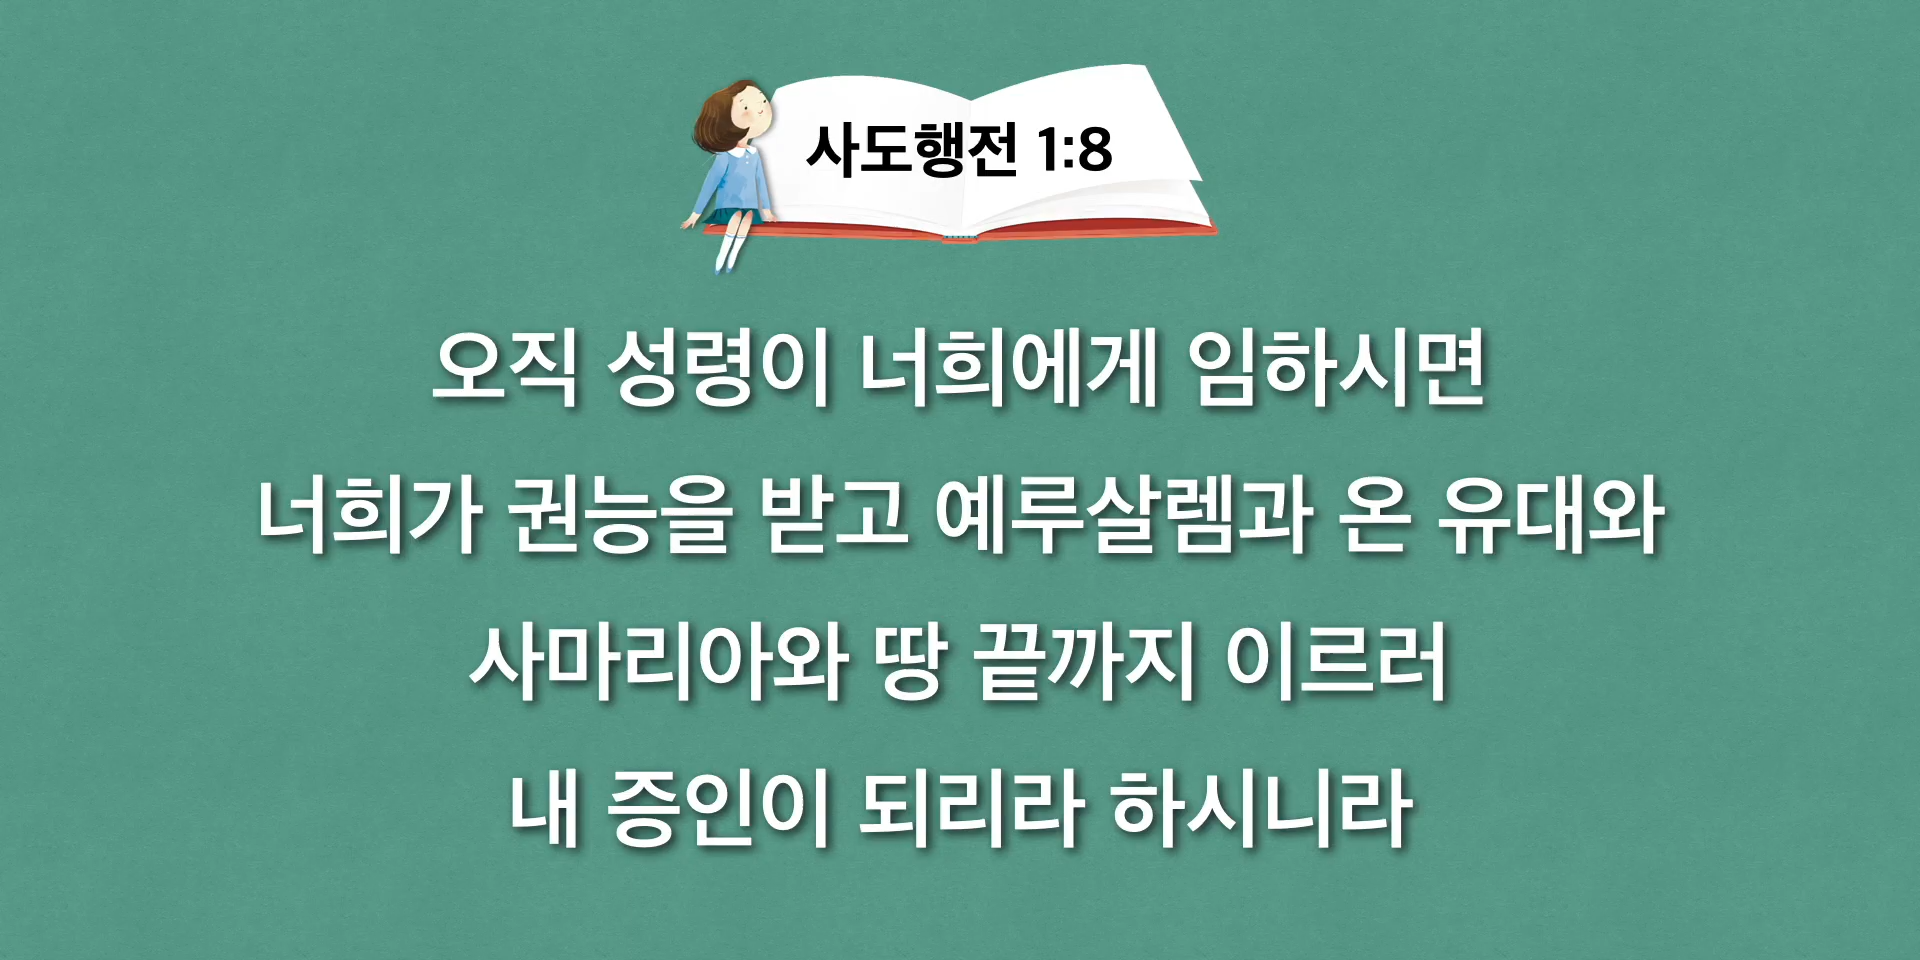 사도행전 1:8
오직 성령이 너희에게 임하시면
너희가 권능을 받고 예루살렘과 온 유대와
사마리아와 땅 끝까지 이르러
내 증인이 되리라 하시니라